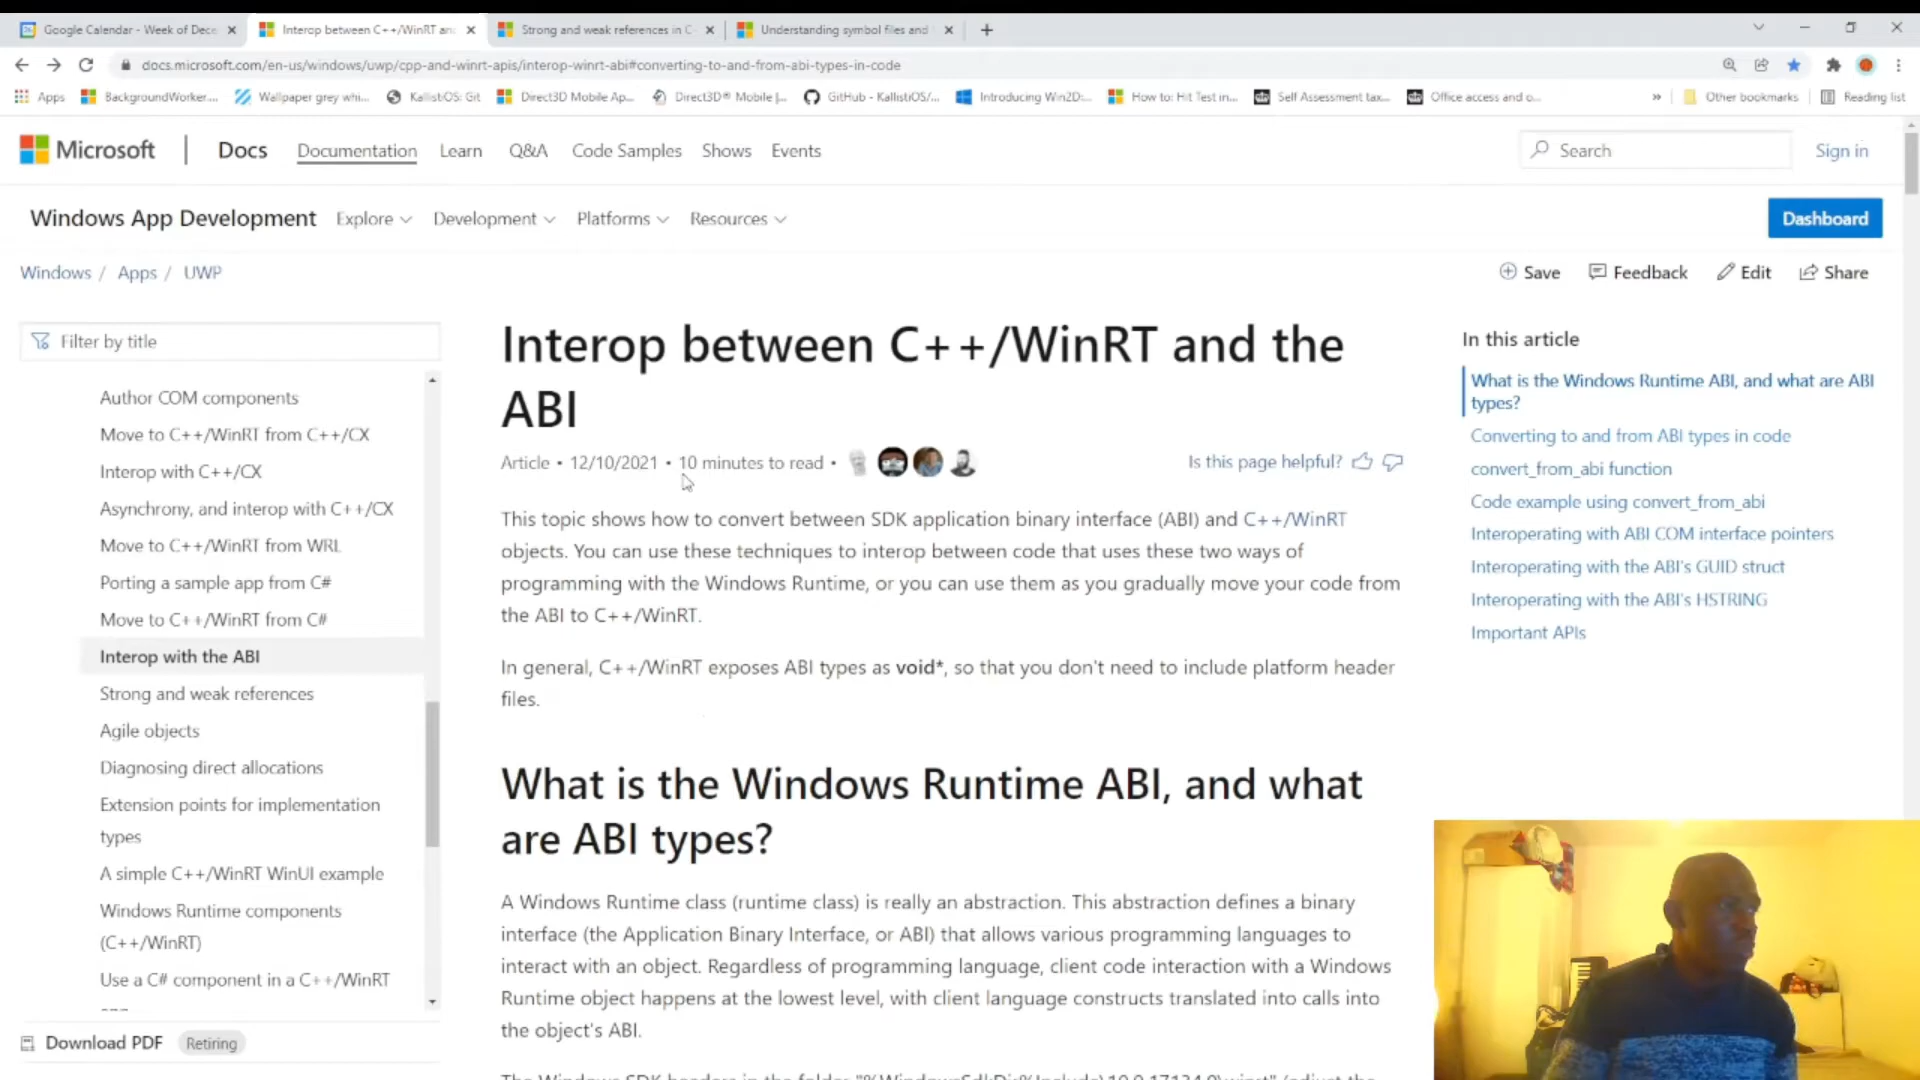 Google Calendar - Week of Dece
Interop between C++/WinRT an
Strong and weak references in C
Understanding symbol files and
docs.microsoft.com/en-us/windows/uwp/cpp-and-winrt-apis/interop-winrt-abi#converting-to-and-from-abi-types-in-code
Apps
BackgroundWorker...
Wallpaper grey whi...
KallistiOS: Git
Direct3D Mobile Ap...
Direct3D® Mobile |...
GitHub - KallistiOS/...
Introducing Win2D:...
How to: Hit Test in...
Self Assessment tax...
Office access and o...
»
Other bookmarks
Reading list
Microsoft
Docs
Documentation
Learn
Q&A
Code Samples
Shows
Events
Search
Sign in
Windows App Development
Explore
Development
Platforms
Resources
Dashboard
Windows / Apps / UWP
Save
Feedback
Edit
Share
Filter by title
Author COM components
Move to C++/WinRT from C++/CX
Interop with C++/CX
Asynchrony, and interop with C++/CX
Move to C++/WinRT from WRL
Porting a sample app from C#
Move to C++/WinRT from C#
Interop with the ABI
Strong and weak references
Agile objects
Diagnosing direct allocations
Extension points for implementation
types
A simple C++/WinRT WinUI example
Windows Runtime components
(C++/WinRT)
Use a C# component in a C++/WinRT
Download PDF
Retiring
Interop between C++/WinRT and the
ABI
Article • 12/10/2021 • 10 minutes to read •
Is this page helpful?
This topic shows how to convert between SDK application binary interface (ABI) and C++/WinRT
objects. You can use these techniques to interop between code that uses these two ways of
programming with the Windows Runtime, or you can use them as you gradually move your code from
the ABI to C++/WinRT.
In general, C++/WinRT exposes ABI types as void*, so that you don't need to include platform header
files.
What is the Windows Runtime ABI, and what
are ABI types?
A Windows Runtime class (runtime class) is really an abstraction. This abstraction defines a binary
interface (the Application Binary Interface, or ABI) that allows various programming languages to
interact with an object. Regardless of programming language, client code interaction with a Windows
Runtime object happens at the lowest level, with client language constructs translated into calls into
the object's ABI.
In this article
What is the Windows Runtime ABI, and what are ABI
types?
Converting to and from ABI types in code
convert_from_abi function
Code example using convert_from_abi
Interoperating with ABI COM interface pointers
Interoperating with the ABI's GUID struct
Interoperating with the ABI's HSTRING
Important APIs